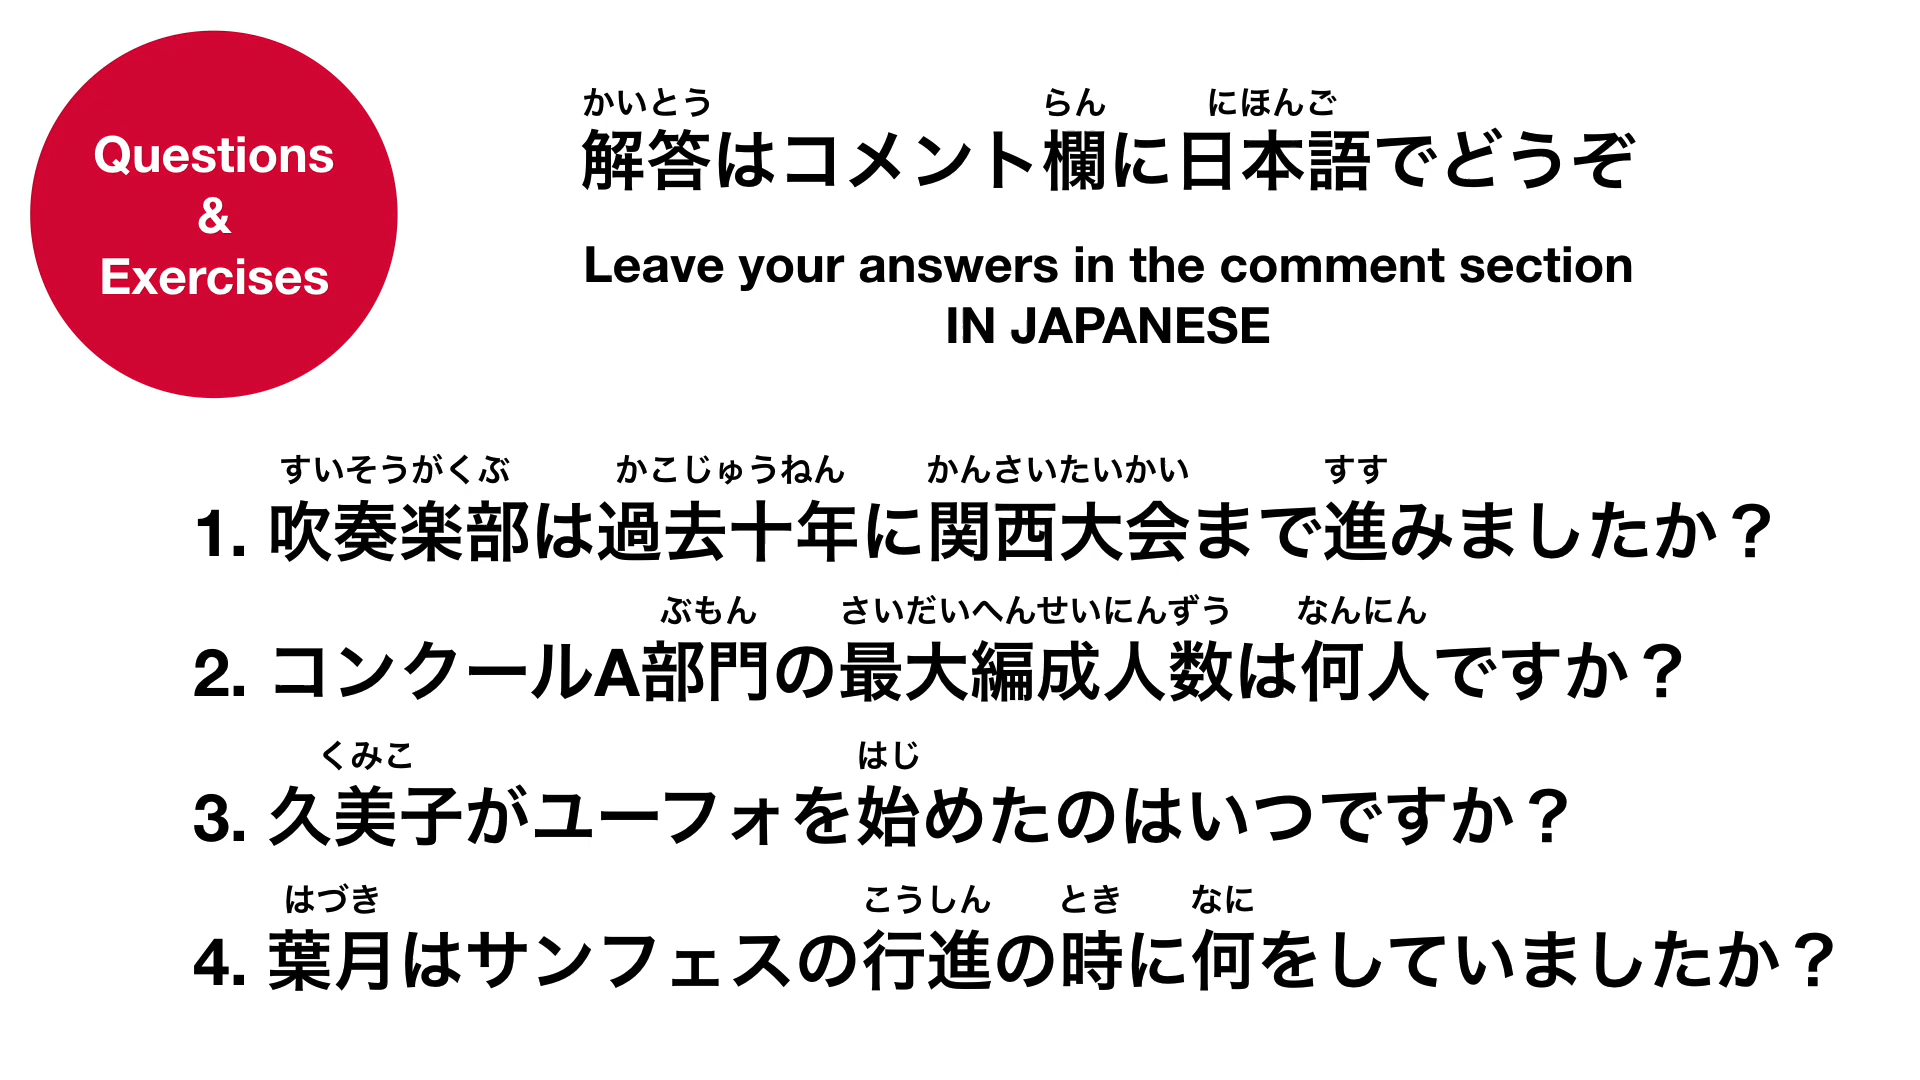 Questions
&
Exercises
かいとう らん にほんご
解答はコメント欄に日本語でどうぞ
Leave your answers in the comment section
IN JAPANESE
すいそうがくぶ かこじゅうねん かんさいたいかい すす
1. 吹奏楽部は過去十年に関西大会まで進みましたか？
ぶもん さいだいへんせいにんずう なんにん
2. コンクールA部門の最大編成人数は何人ですか？
くみこ はじ
3. 久美子がユーフォを始めたのはいつですか？
はづき こうしん とき なに
4. 葉月はサンフェスの行進の時に何をしていましたか？